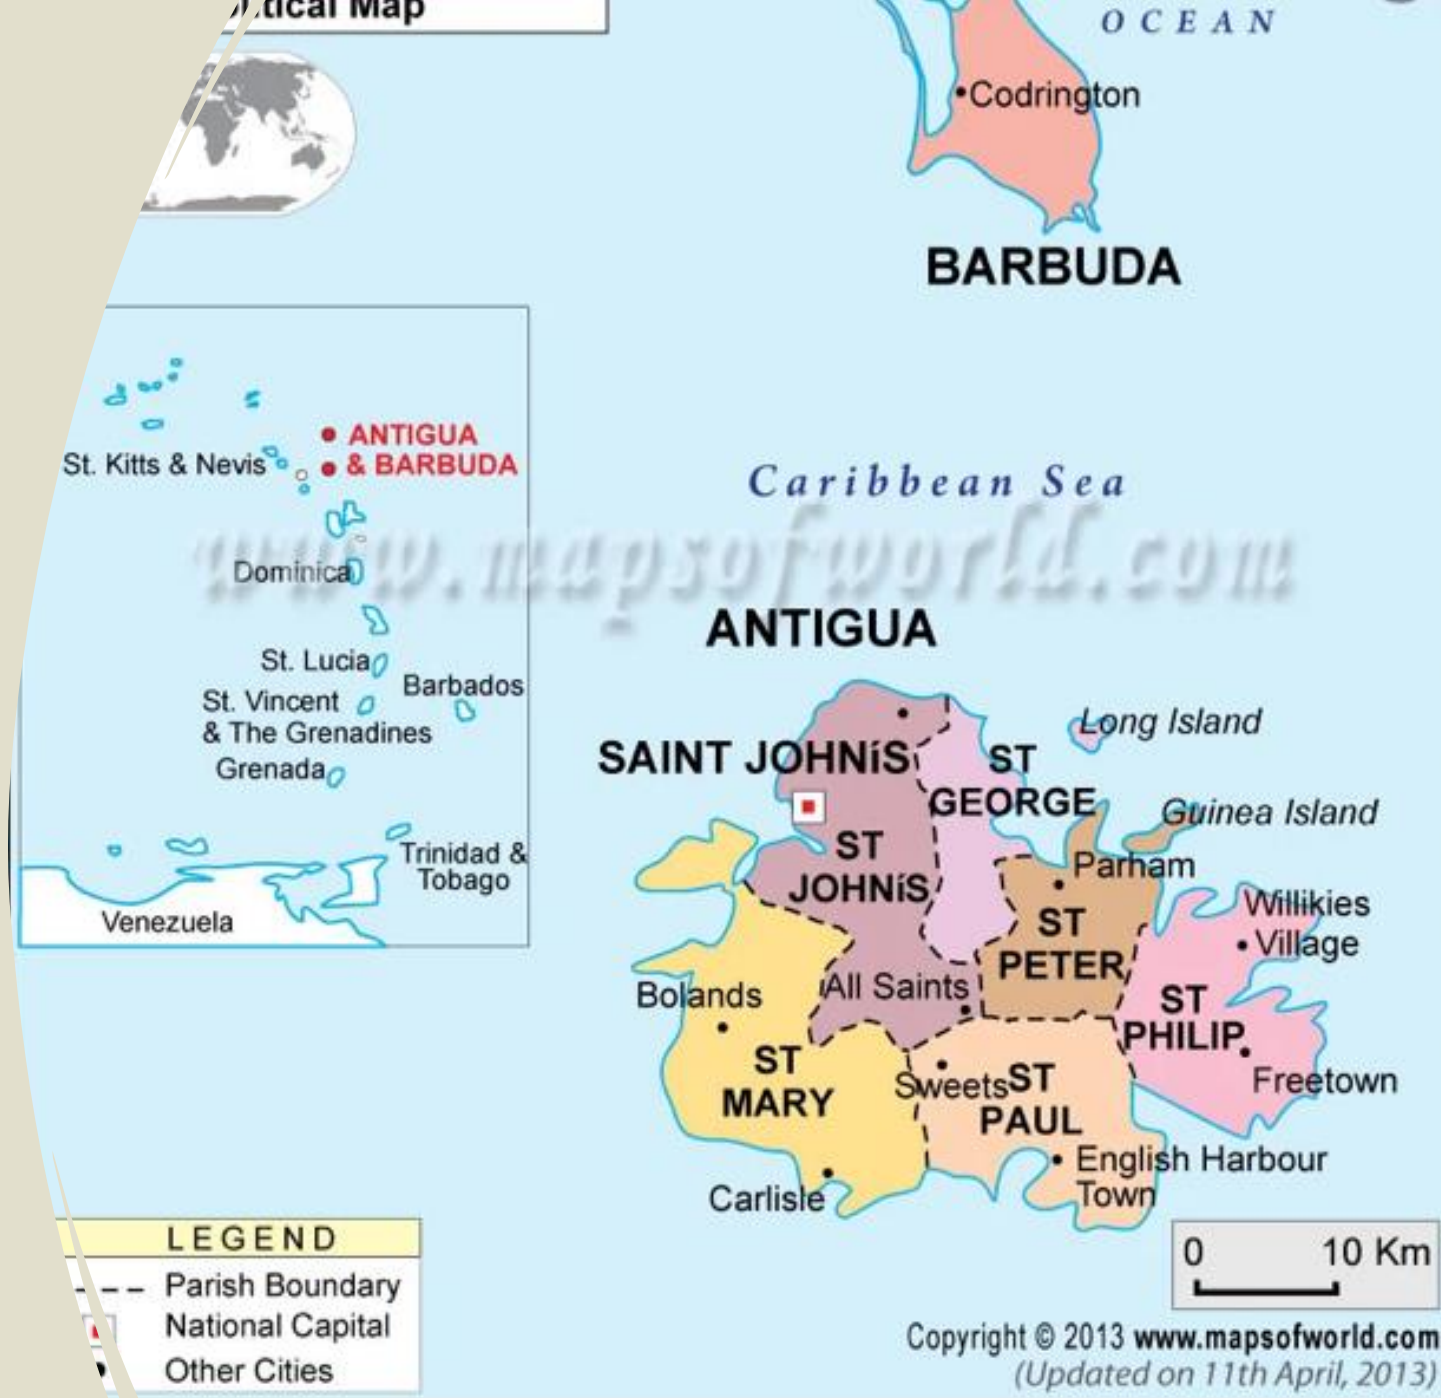 Political Map
OCEAN
Codrington
BARBUDA
ANTIGUA
& BARBUDA
St. Kitts & Nevis
Caribbean Sea
www.mapsofworld.com
Dominica
ANTIGUA
St. Lucia
Barbados
St. Vincent
& The Grenadines
Grenada
Trinidad &
Tobago
Venezuela
SAINT JOHNíS
ST
GEORGE
Long Island
Guinea Island
ST
JOHNíS
Parham
ST
PETER
Willikies
Village
All Saints
Bolands
ST
PHILIP
Freetown
ST
MARY
Sweets
ST
PAUL
English Harbour
Town
Carlisle
LEGEND
Parish Boundary
National Capital
Other Cities
0 10 Km
Copyright © 2013 www.mapsofworld.com
(Updated on 11th April, 2013)